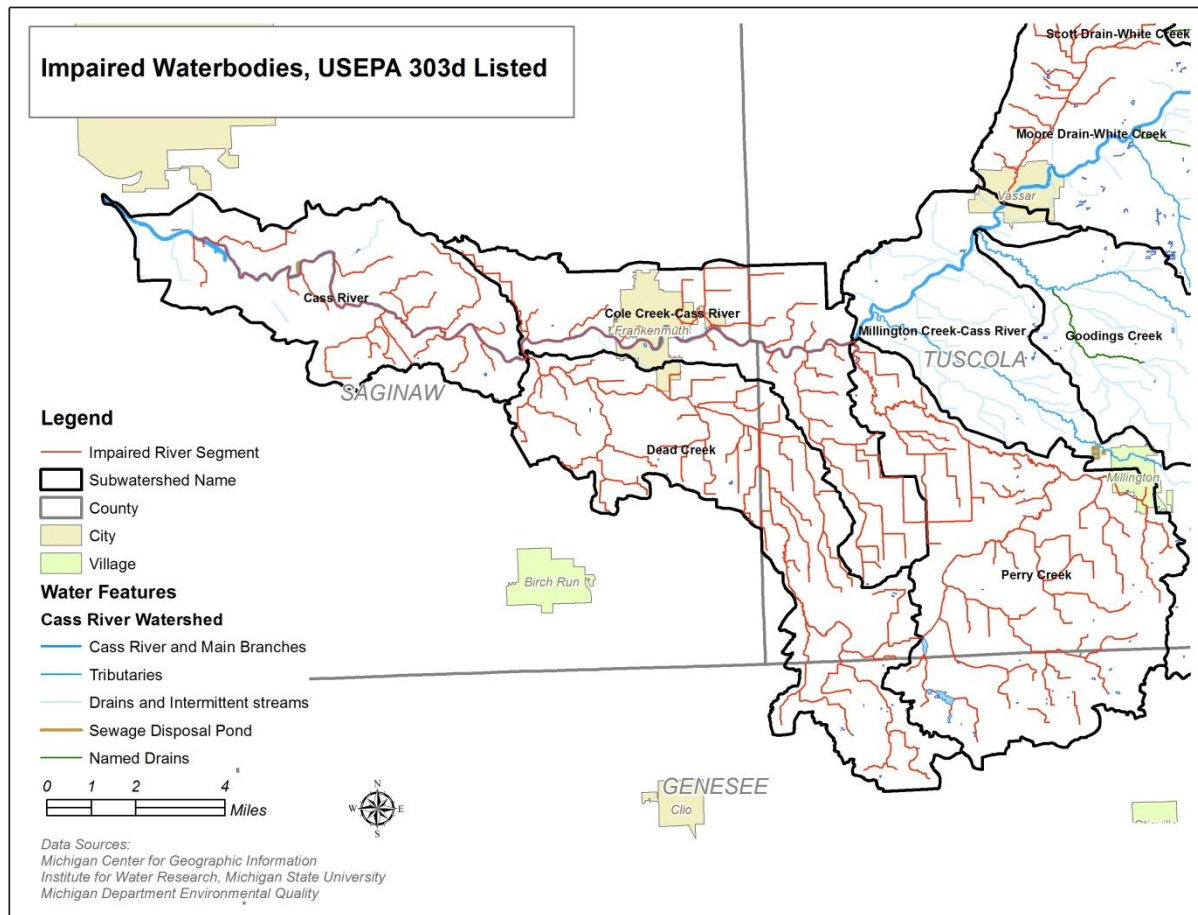 Impaired Waterbodies, USEPA 303d Listed
Scott Drain-White Creek
Moore Drain-White Creek
Vassar
Cass River
Cole Creek-Cass River
Frankenmuth
Millington Creek-Cass River
Goodings Creek
TUSCOLA
SAGINAW
Dead Creek
Millington
Birch Run
Perry Creek
GENESEE
Clio
Legend
Impaired River Segment
Subwatershed Name
County
City
Village
Water Features
Cass River Watershed
Cass River and Main Branches
Tributaries
Drains and Intermittent streams
Sewage Disposal Pond
Named Drains
0 1 2 4
Miles
N
W E
S
Data Sources:
Michigan Center for Geographic Information
Institute for Water Research, Michigan State University
Michigan Department Environmental Quality